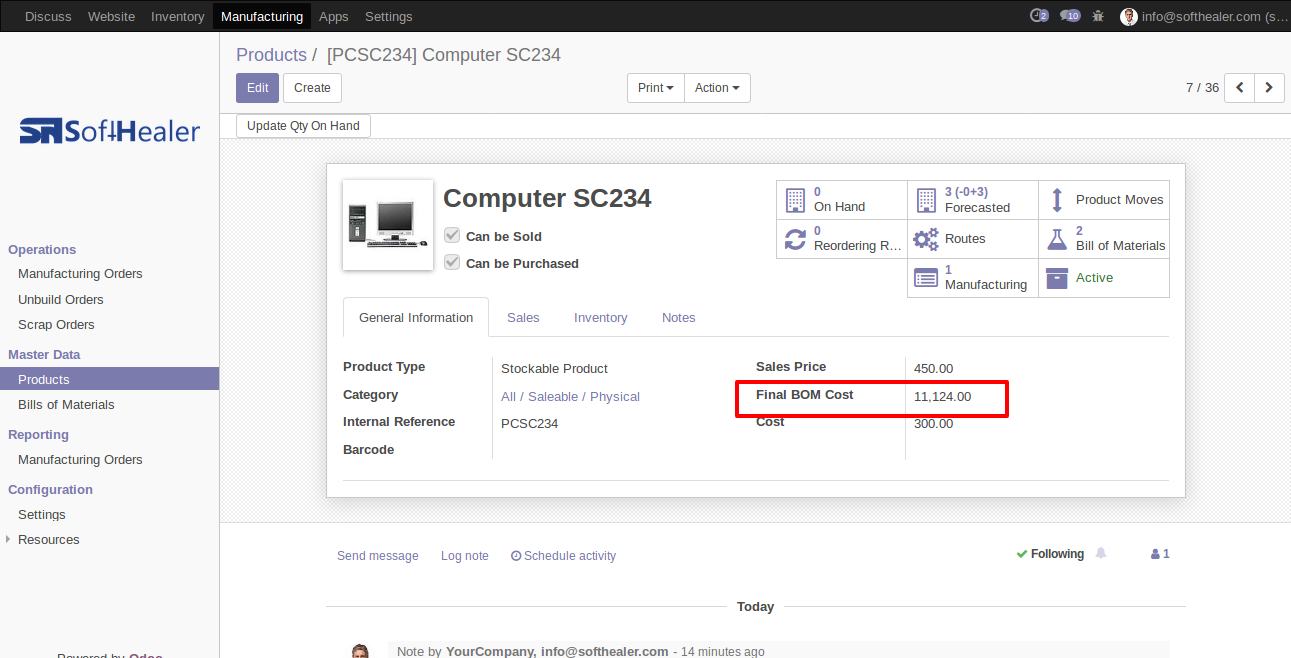 Discuss Website Inventory Manufacturing Apps Settings 2 10 info@softhealer.com (s...
Products / [PCSC234] Computer SC234
Edit Create Print Action 7 / 36
Update Qty On Hand
SoftHealer
Operations
Manufacturing Orders
Unbuild Orders
Scrap Orders
Master Data
Products
Bills of Materials
Reporting
Manufacturing Orders
Configuration
Settings
Resources
Powered by Odoo
Computer SC234
Can be Sold
Can be Purchased
0
On Hand
3 (-0+3)
Forecasted
Product Moves
0
Reordering R...
Routes
2
Bill of Materials
1
Manufacturing
Active
General Information Sales Inventory Notes
Product Type Stockable Product
Category All / Saleable / Physical
Internal Reference PCSC234
Barcode
Sales Price 450.00
Final BOM Cost 11,124.00
Cost 300.00
Send message Log note Schedule activity Following 1
Today
Note by YourCompany, info@softhealer.com - 14 minutes ago